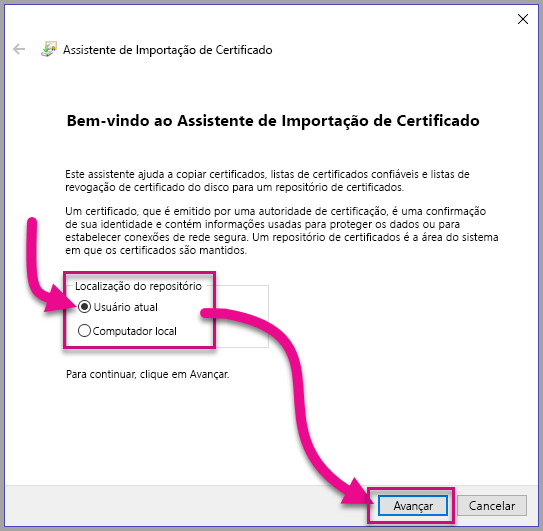 Assistente de Importação de Certificado
Bem-vindo ao Assistente de Importação de Certificado
Este assistente ajuda a copiar certificados, listas de certificados confiáveis e listas de
revogação de certificado do disco para um repositório de certificados.
Um certificado, que é emitido por uma autoridade de certificação, é uma confirmação
de sua identidade e contém informações usadas para proteger os dados ou para
estabelecer conexões de rede segura. Um repositório de certificados é a área do sistema
em que os certificados são mantidos.
Localização do repositório
Usuário atual
Computador local
Para continuar, clique em Avançar.
Avançar
Cancelar